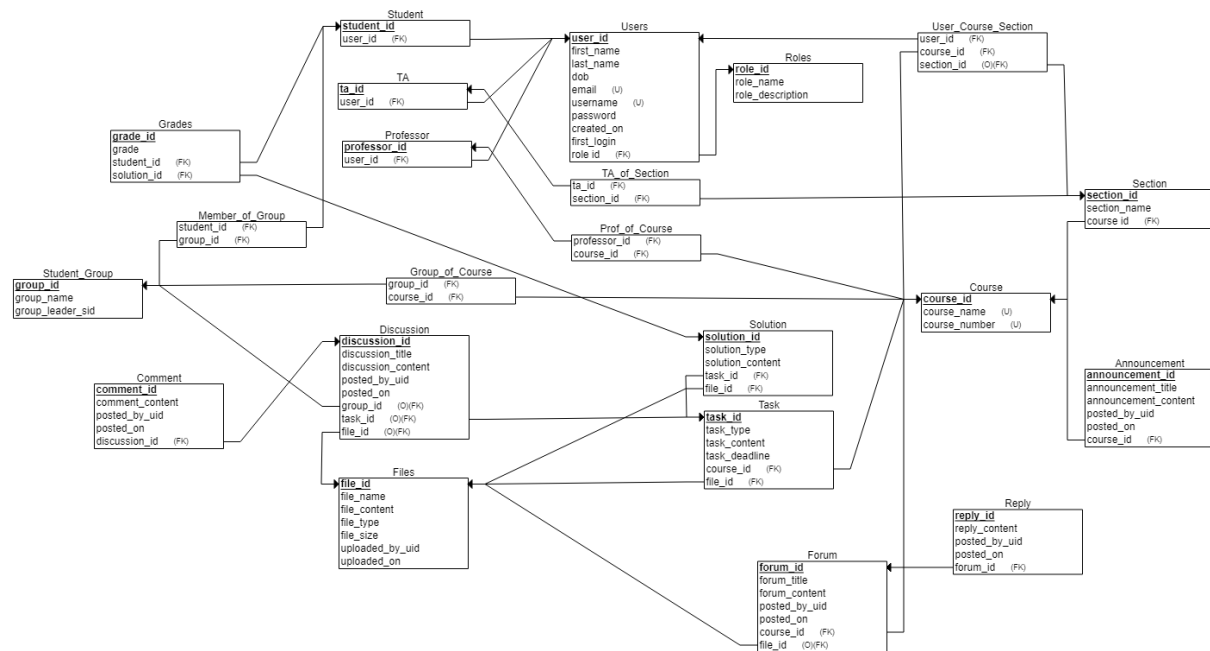 Student
student_id
user_id (FK)
Users
user_id
first_name
last_name
dob
email (U)
username (U)
password
created_on
first_login
role id (FK)
User_Course_Section
user_id (FK)
course_id (FK)
section_id (O)(FK)
Roles
role_id
role_name
role_description
TA
ta_id
user_id (FK)
Grades
grade_id
grade
student_id (FK)
solution_id (FK)
Professor
professor_id
user_id (FK)
TA_of_Section
ta_id (FK)
section_id (FK)
Section
section_id
section_name
course id (FK)
Member_of_Group
student_id (FK)
group_id (FK)
Prof_of_Course
professor_id (FK)
course_id (FK)
Student_Group
group_id
group_name
group_leader_sid
Group_of_Course
group_id (FK)
course_id (FK)
Course
course_id
course_name (U)
course_number (U)
Discussion
discussion_id
discussion_title
discussion_content
posted_by_uid
posted_on
group_id (O)(FK)
task_id (O)(FK)
file_id (O)(FK)
Solution
solution_id
solution_type
solution_content
task_id (FK)
file_id (FK)
Comment
comment_id
comment_content
posted_by_uid
posted_on
discussion_id (FK)
Announcement
announcement_id
announcement_title
announcement_content
posted_by_uid
posted_on
course_id (FK)
Task
task_id
task_type
task_content
task_deadline
course_id (FK)
file_id (FK)
Files
file_id
file_name
file_content
file_type
file_size
uploaded_by_uid
uploaded_on
Reply
reply_id
reply_content
posted_by_uid
posted_on
forum_id (FK)
Forum
forum_id
forum_title
forum_content
posted_by_uid
posted_on
course_id (FK)
file_id (O)(FK)